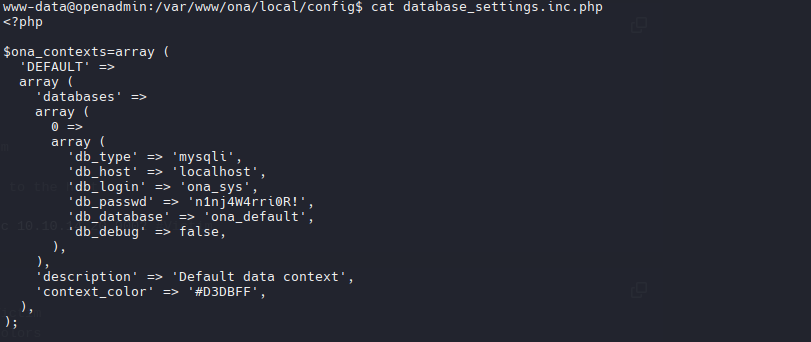 www-data@openadmin:/var/www/ona/local/config$ cat database_settings.inc.php
<?php

$ona_contexts=array (
  'DEFAULT' =>
  array (
    'databases' =>
    array (
      0 =>
      array (
        'db_type' => 'mysqli',
        'db_host' => 'localhost',
        'db_login' => 'ona_sys',
        'db_passwd' => 'n1nj4W4rri0R!',
        'db_database' => 'ona_default',
        'db_debug' => false,
      ),
    ),
    'description' => 'Default data context',
    'context_color' => '#D3DBFF',
  ),
);